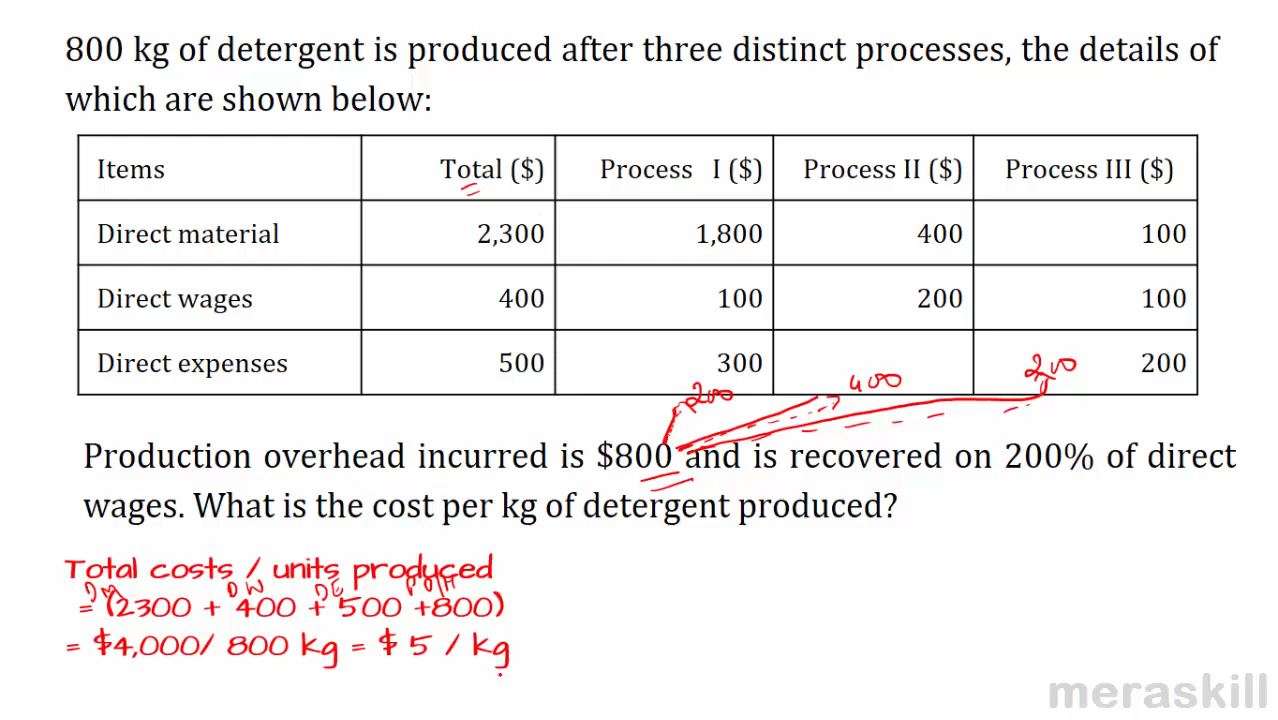 800 kg of detergent is produced after three distinct processes, the details of
which are shown below:
Items Total ($) Process I ($) Process II ($) Process III ($)
Direct material 2,300 1,800 400 100
Direct wages 400 100 200 100
Direct expenses 500 300 200
200 400 200
Production overhead incurred is $800 and is recovered on 200% of direct
wages. What is the cost per kg of detergent produced?
Total costs / units produced
DM DW DE POH
= (2300 + 400 + 500 +800)
= $4,000/ 800 kg = $ 5 / kg
meraskill